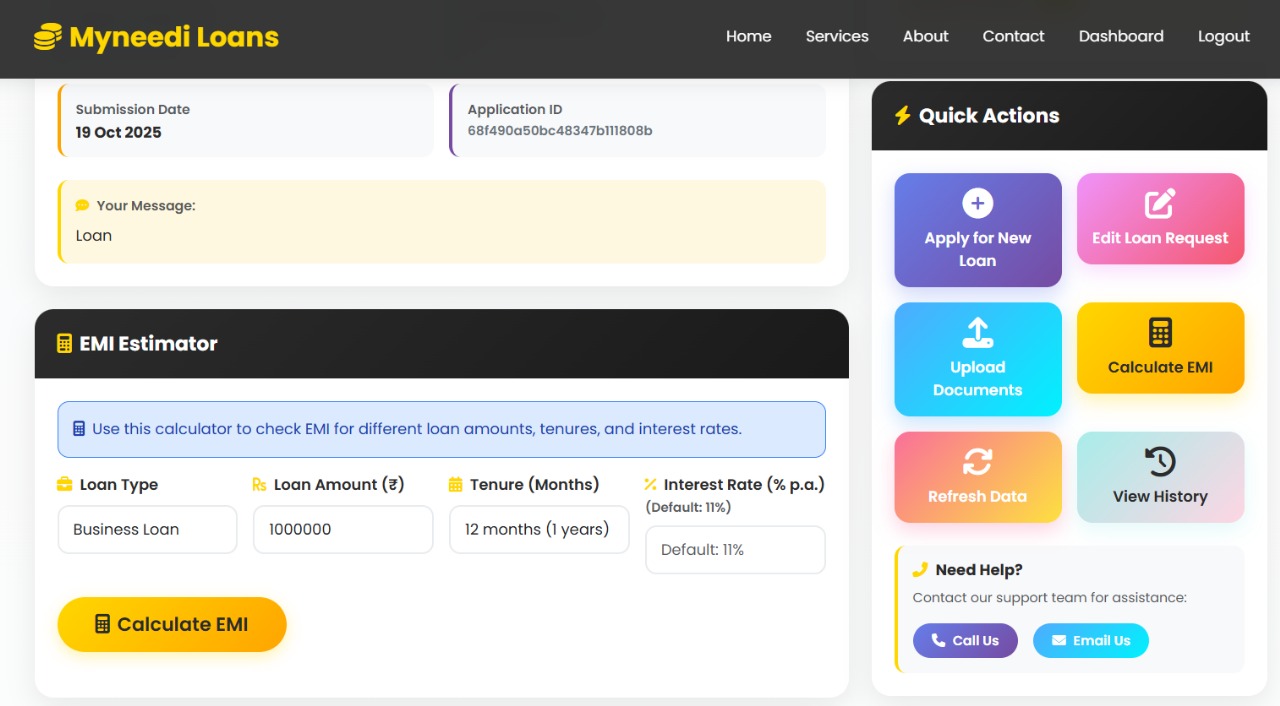 Myneedi Loans
Home Services About Contact Dashboard Logout
Submission Date
19 Oct 2025
Application ID
68f490a50bc48347b111808b
Your Message:
Loan
EMI Estimator
Use this calculator to check EMI for different loan amounts, tenures, and interest rates.
Loan Type
Business Loan
Loan Amount (₹)
1000000
Tenure (Months)
12 months (1 years)
Interest Rate (% p.a.)
(Default: 11%)
Default: 11%
Calculate EMI
Quick Actions
Apply for New
Loan
Edit Loan Request
Upload
Documents
Calculate EMI
Refresh Data
View History
Need Help?
Contact our support team for assistance:
Call Us
Email Us